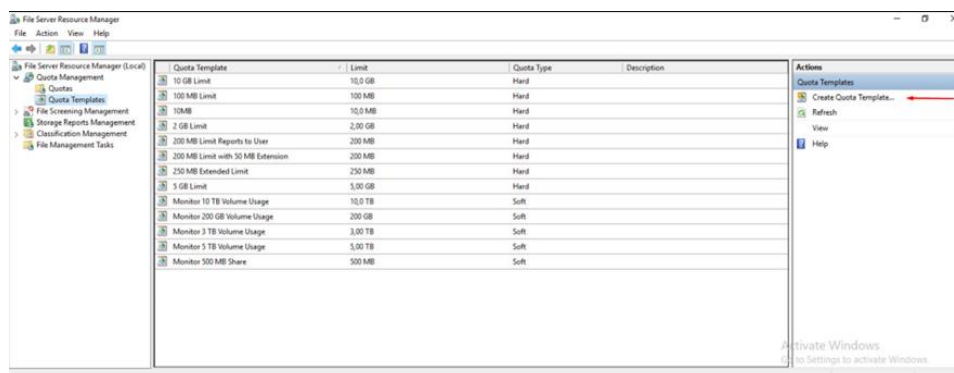 File Server Resource Manager
File Action View Help
File Server Resource Manager (Local)
Quota Management
Quotas
Quota Templates
File Screening Management
Storage Reports Management
Classification Management
File Management Tasks
Quota Template Limit Quota Type Description
10 GB Limit 10,0 GB Hard
100 MB Limit 100 MB Hard
10MB 10,0 MB Hard
2 GB Limit 2,00 GB Hard
200 MB Limit Reports to User 200 MB Hard
200 MB Limit with 50 MB Extension 200 MB Hard
250 MB Extended Limit 250 MB Hard
5 GB Limit 5,00 GB Hard
Monitor 10 TB Volume Usage 10,0 TB Soft
Monitor 200 GB Volume Usage 200 GB Soft
Monitor 3 TB Volume Usage 3,00 TB Soft
Monitor 5 TB Volume Usage 5,00 TB Soft
Monitor 500 MB Share 500 MB Soft
Actions
Quota Templates
Create Quota Template...
Refresh
View
Help
Activate Windows
Go to Settings to activate Windows.